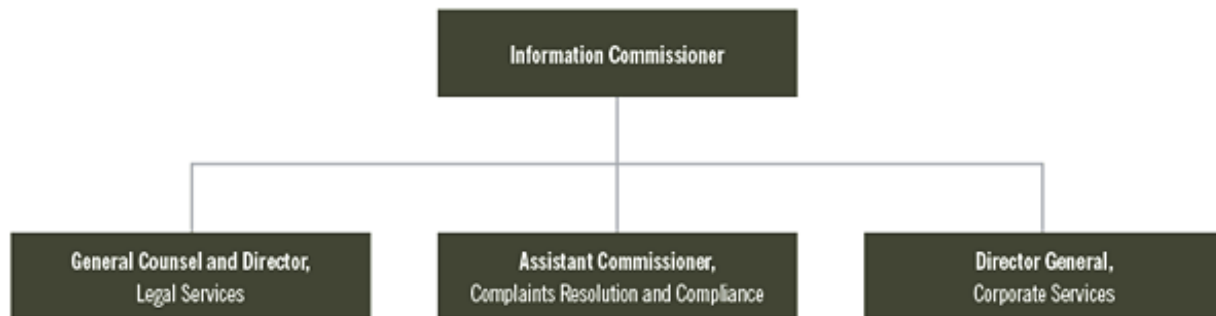 Information Commissioner
General Counsel and Director,
Legal Services
Assistant Commissioner,
Complaints Resolution and Compliance
Director General,
Corporate Services